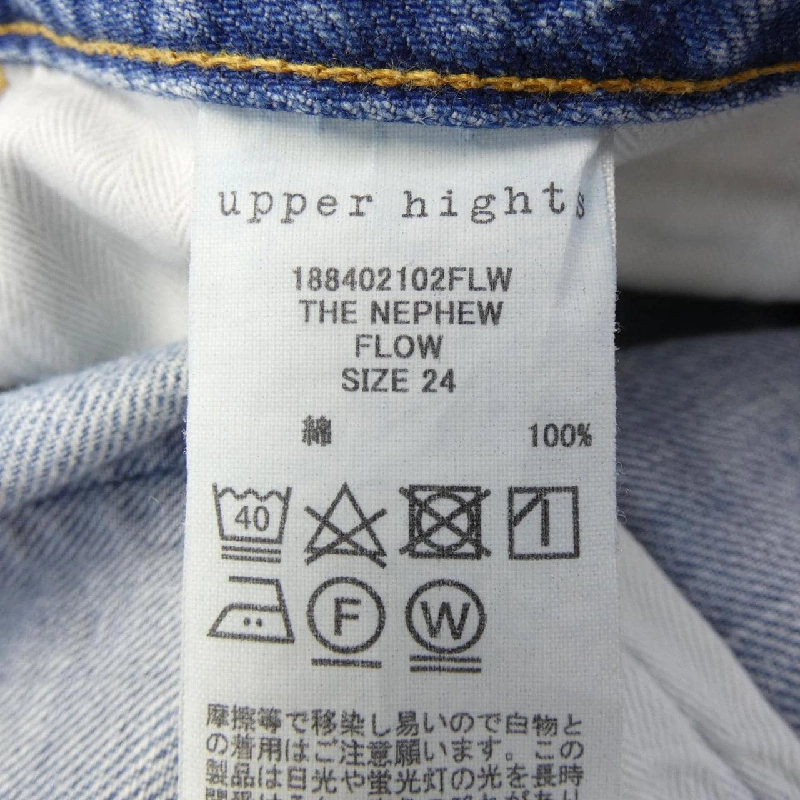 upper hights
188402102FLW
THE NEPHEW
FLOW
SIZE 24
綿 100%
40
F W
摩擦等で移染し易いので白物と
の着用はご注意願います。この
製品は日光や蛍光灯の光を長時